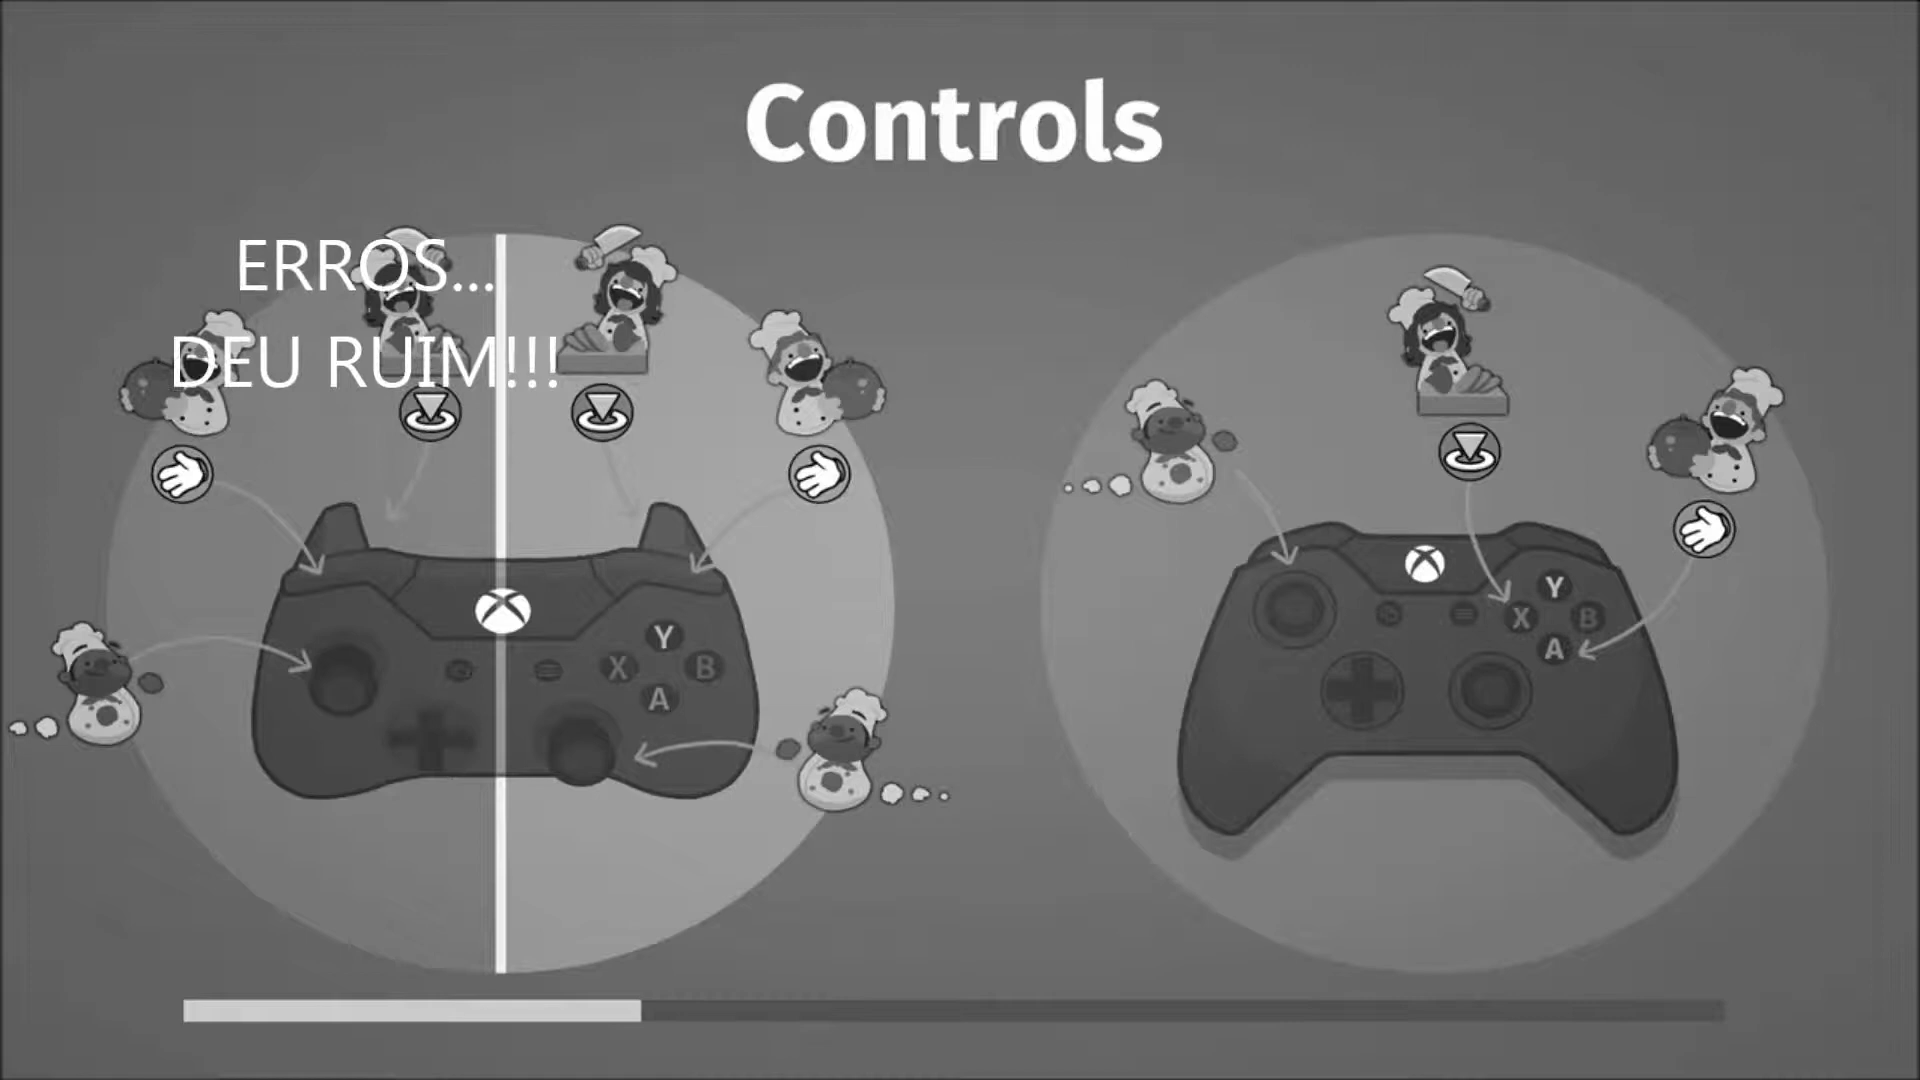 Controls
ERROS...
DEU RUIM!!!
Y
X B
A
Y
X B
A